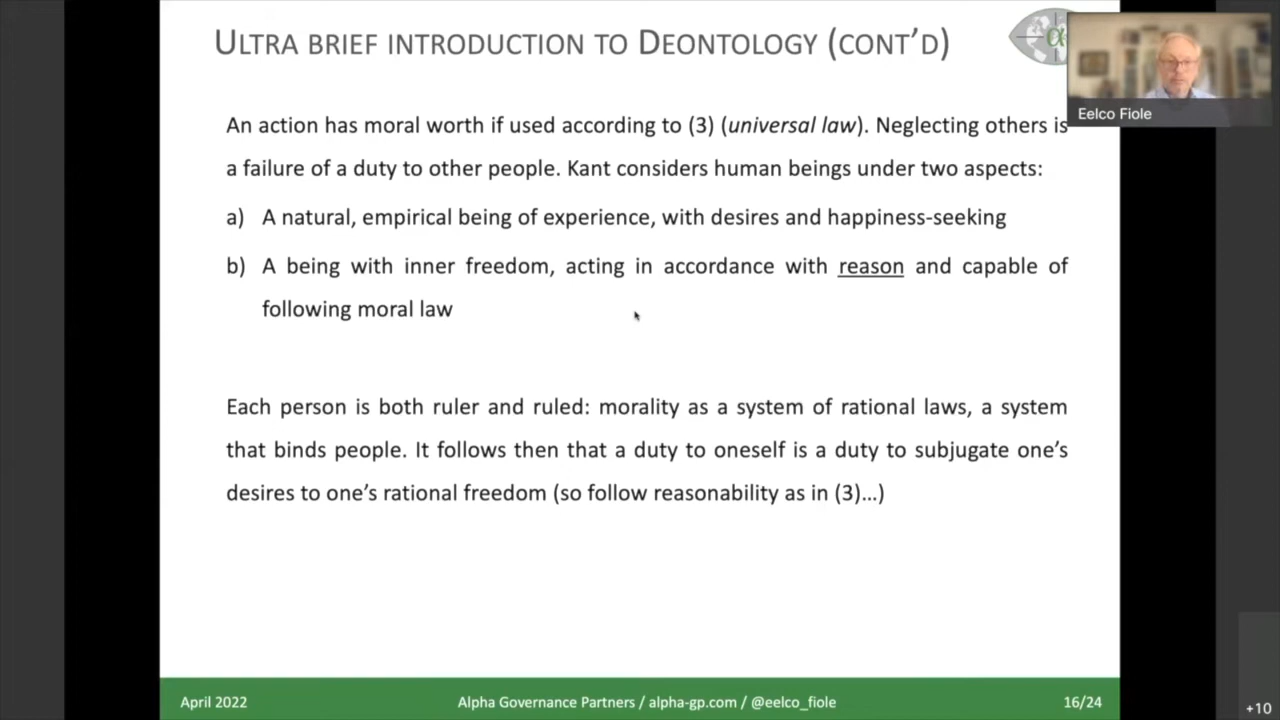 ULTRA BRIEF INTRODUCTION TO DEONTOLOGY (CONT'D)
α
Eelco Fiole
An action has moral worth if used according to (3) (universal law). Neglecting others is
a failure of a duty to other people. Kant considers human beings under two aspects:
a) A natural, empirical being of experience, with desires and happiness-seeking
b) A being with inner freedom, acting in accordance with reason and capable of
following moral law
Each person is both ruler and ruled: morality as a system of rational laws, a system
that binds people. It follows then that a duty to oneself is a duty to subjugate one's
desires to one's rational freedom (so follow reasonability as in (3)…)
April 2022
Alpha Governance Partners / alpha-gp.com / @eelco_fiole
16/24
+10